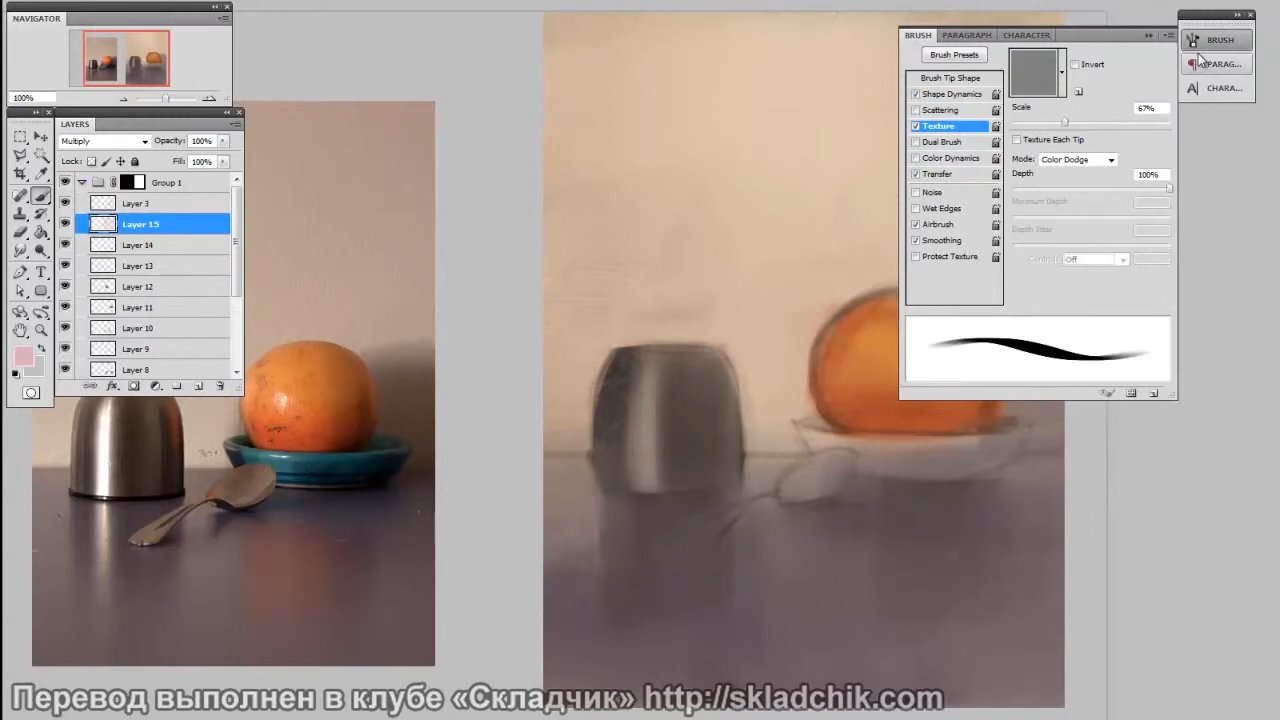 NAVIGATOR
100%
LAYERS
Multiply Opacity: 100%
Lock: Fill: 100%
Group 1
Layer 3
Layer 15
Layer 14
Layer 13
Layer 12
Layer 11
Layer 10
Layer 9
Layer 8
BRUSH PARAGRAPH CHARACTER
Brush Presets
Brush Tip Shape
Shape Dynamics
Scattering
Texture
Dual Brush
Color Dynamics
Transfer
Noise
Wet Edges
Airbrush
Smoothing
Protect Texture
Invert
Scale 67%
Texture Each Tip
Mode: Color Dodge
Depth 100%
Minimum Depth
Depth Jitter
Control: Off
BRUSH
PARAG...
CHARA...
Перевод выполнен в клубе «Складчик» http://skladchik.com